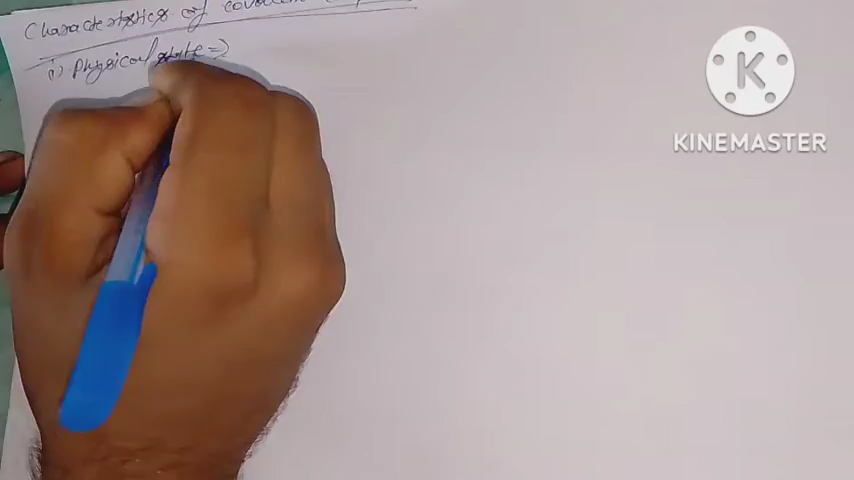 Characteristics of covalent
(i) Physical state =>
K
KINEMASTER